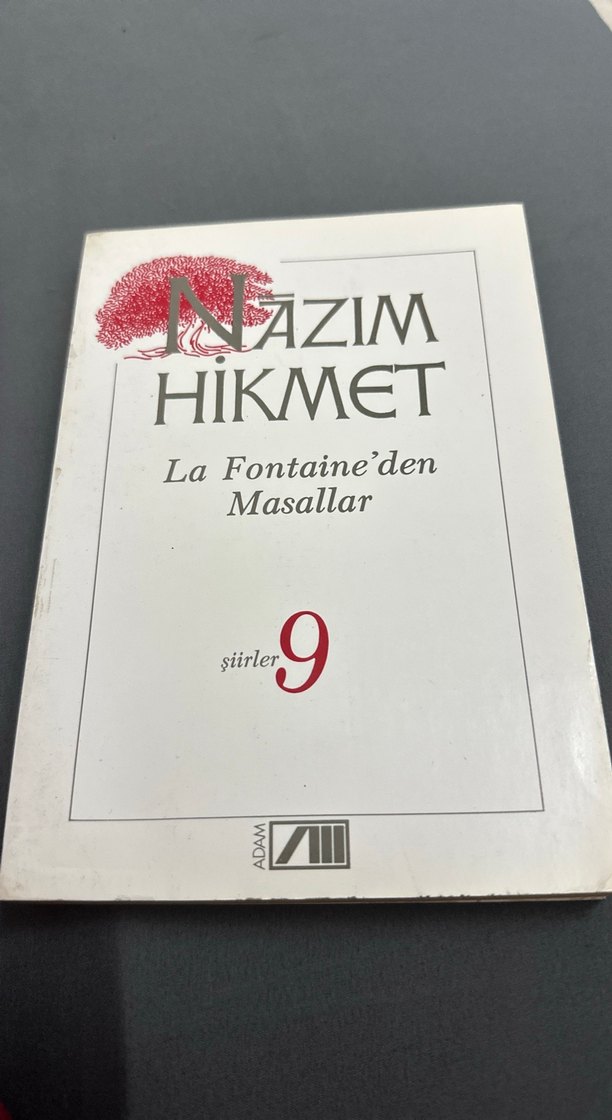 NÂZIM
HİKMET
La Fontaine'den
Masallar
şiirler 9
ADAM